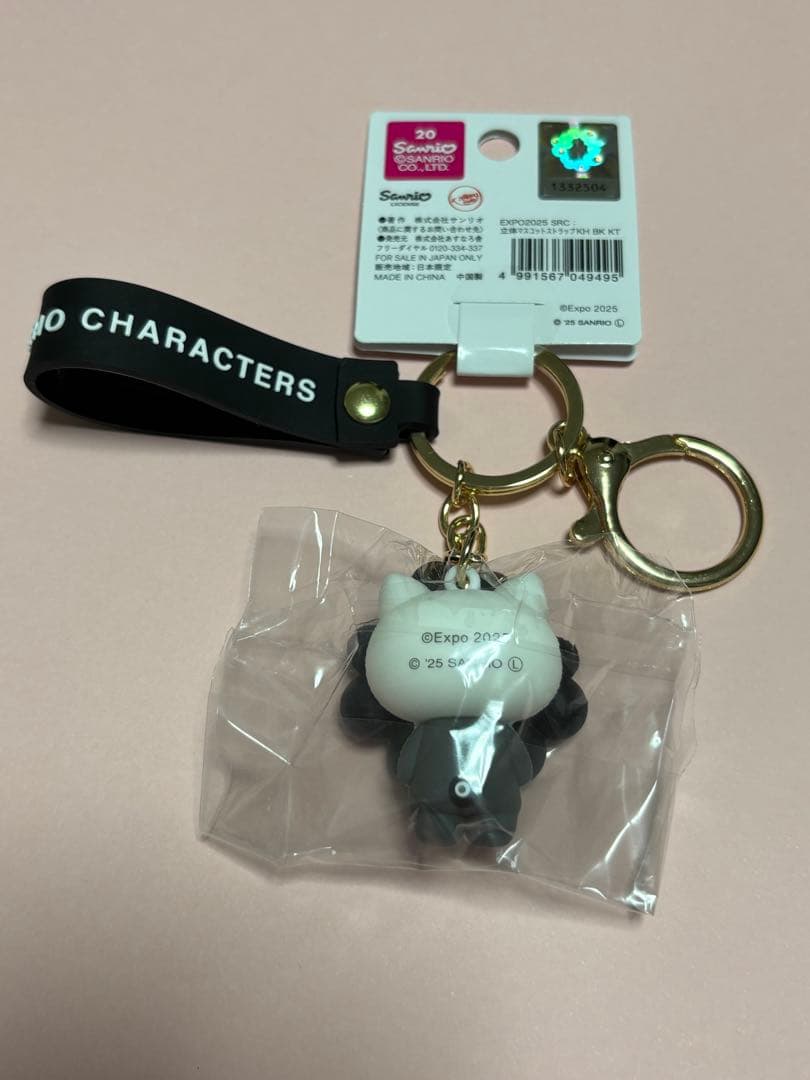 20
Sanrio
©SANRIO
CO., LTD.
1332504
Sanrio
LICENSE
●著作 株式会社サンリオ
(商品に関するお問い合わせ先)
●発売元 株式会社あすなろ舎
フリーダイヤル 0120-334-337
FOR SALE IN JAPAN ONLY
販売地域:日本限定
MADE IN CHINA 中国製
EXPO2025 SRC :
立体マスコットストラップKH BK KT
4 991567 049495
©Expo 2025
© '25 SANRIO Ⓛ
CHARACTERS
©Expo 2025
© '25 SANRIO Ⓛ